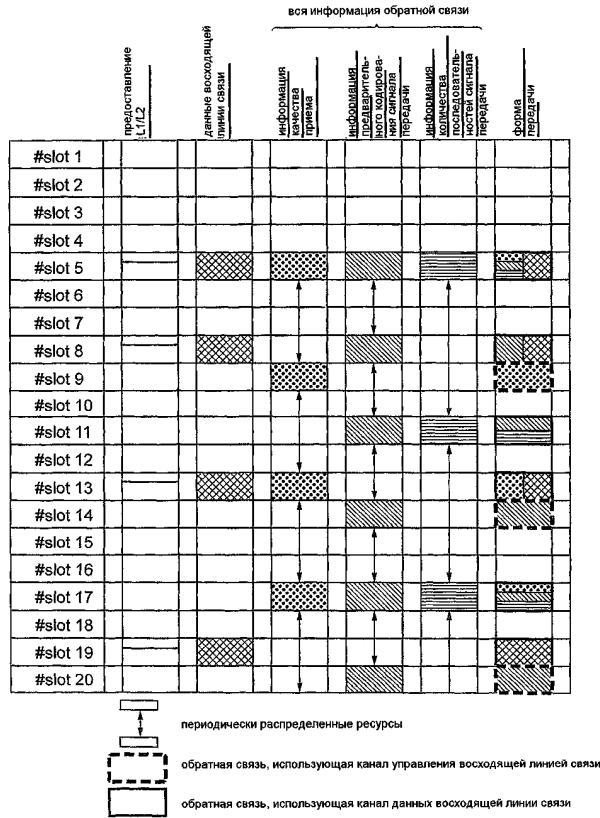 вся информация обратной связи
предоставление
L1/L2
данные восходящей
линии связи
информация
качества
приема
информация
предваритель-
ного кодирова-
ния сигнала
передачи
информация
количества
последователь-
ностей сигнала
передачи
форма
передачи
#slot 1
#slot 2
#slot 3
#slot 4
#slot 5
#slot 6
#slot 7
#slot 8
#slot 9
#slot 10
#slot 11
#slot 12
#slot 13
#slot 14
#slot 15
#slot 16
#slot 17
#slot 18
#slot 19
#slot 20
периодически распределенные ресурсы
обратная связь, использующая канал управления восходящей линией связи
обратная связь, использующая канал данных восходящей линии связи